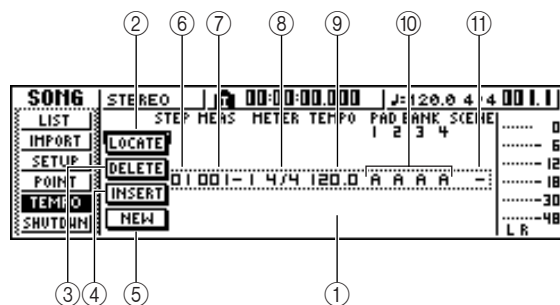 ② ⑥ ⑦ ⑧ ⑨ ⑩ ⑪
SONG STEREO 00:00:00.000 ♩=120.0 4/4 001.1
LIST STEP MEAS METER TEMPO PAD BANK SCENE
1 2 3 4 0
IMPORT LOCATE 6
SETUP DELETE 12
POINT 01 001-1 4/4 120.0 A A A A - 18
TEMPO INSERT 30
SHUTDWN NEW 48
L R
③ ④ ⑤ ①